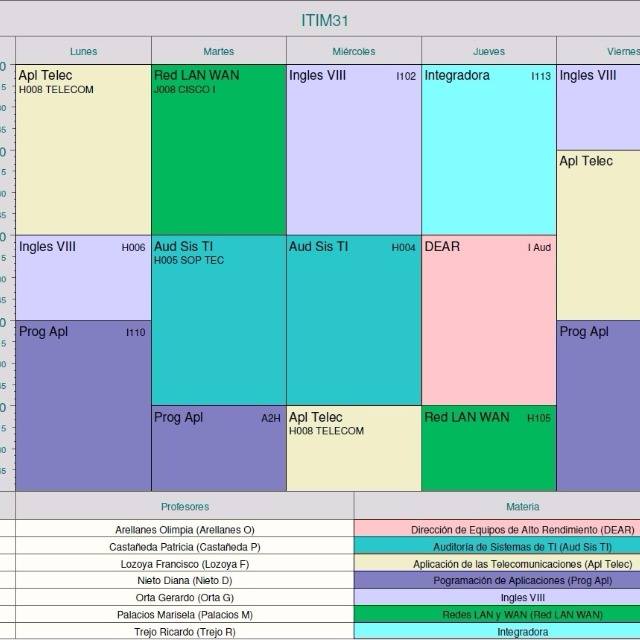 ITIM31
Lunes Martes Miércoles Jueves Viernes
Apl Telec
H008 TELECOM
Red LAN WAN
J008 CISCO I
Ingles VIII I102
Integradora I113
Ingles VIII
Apl Telec
Ingles VIII H006
Aud Sis TI
H005 SOP TEC
Aud Sis TI H004
DEAR I Aud
Prog Apl I110
Prog Apl
Prog Apl A2H
Apl Telec
H008 TELECOM
Red LAN WAN H105
Profesores Materia
Arellanes Olimpia (Arellanes O) Dirección de Equipos de Alto Rendimiento (DEAR)
Castañeda Patricia (Castañeda P) Auditoría de Sistemas de TI (Aud Sis TI)
Lozoya Francisco (Lozoya F) Aplicación de las Telecomunicaciones (Apl Telec)
Nieto Diana (Nieto D) Pogramación de Aplicaciones (Prog Apl)
Orta Gerardo (Orta G) Ingles VIII
Palacios Marisela (Palacios M) Redes LAN y WAN (Red LAN WAN)
Trejo Ricardo (Trejo R) Integradora